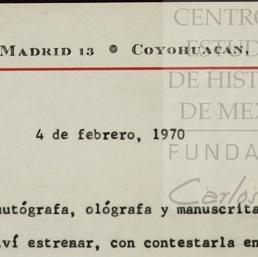 CENTRO
ESTUD
DE HIST
DE MEX
FUNDA
Carlos
MADRID 13 • COYOHUACAN,
4 de febrero, 1970
autógrafa, ológrafa y manuscrita
ví estrenar, con contestarla en